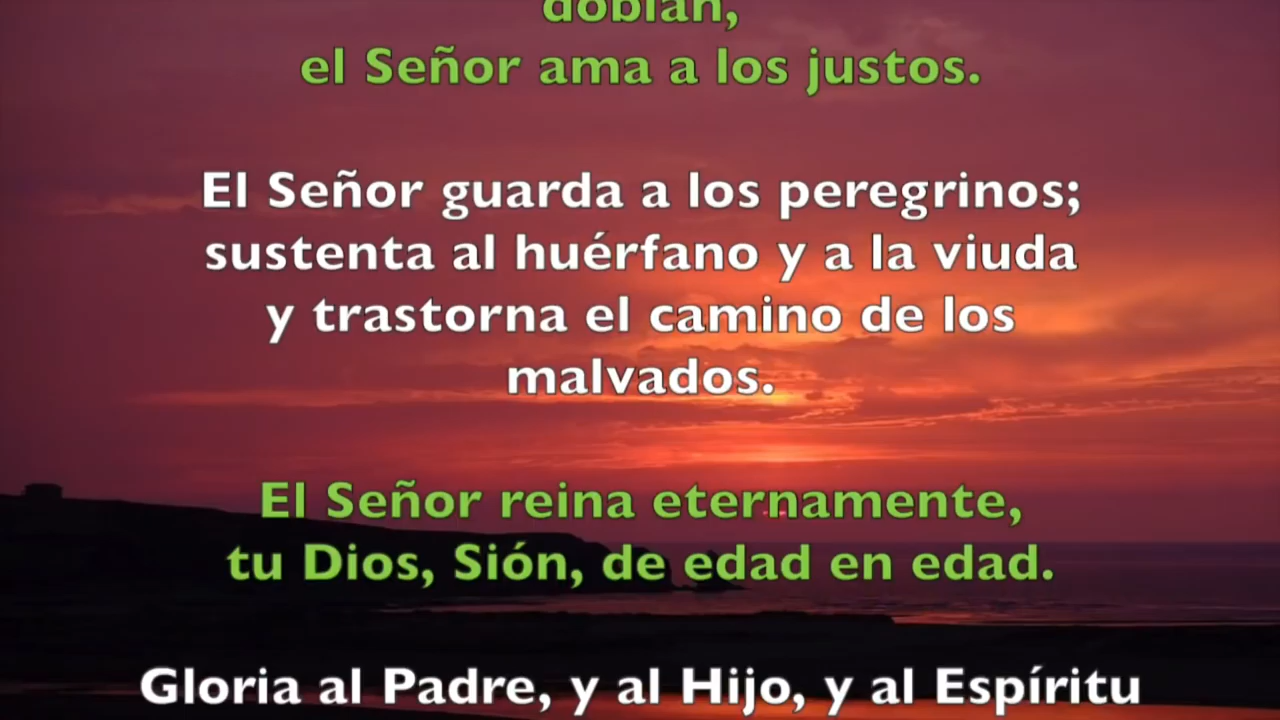 doblan,
el Señor ama a los justos.
El Señor guarda a los peregrinos;
sustenta al huérfano y a la viuda
y trastorna el camino de los
malvados.
El Señor reina eternamente,
tu Dios, Sión, de edad en edad.
Gloria al Padre, y al Hijo, y al Espíritu